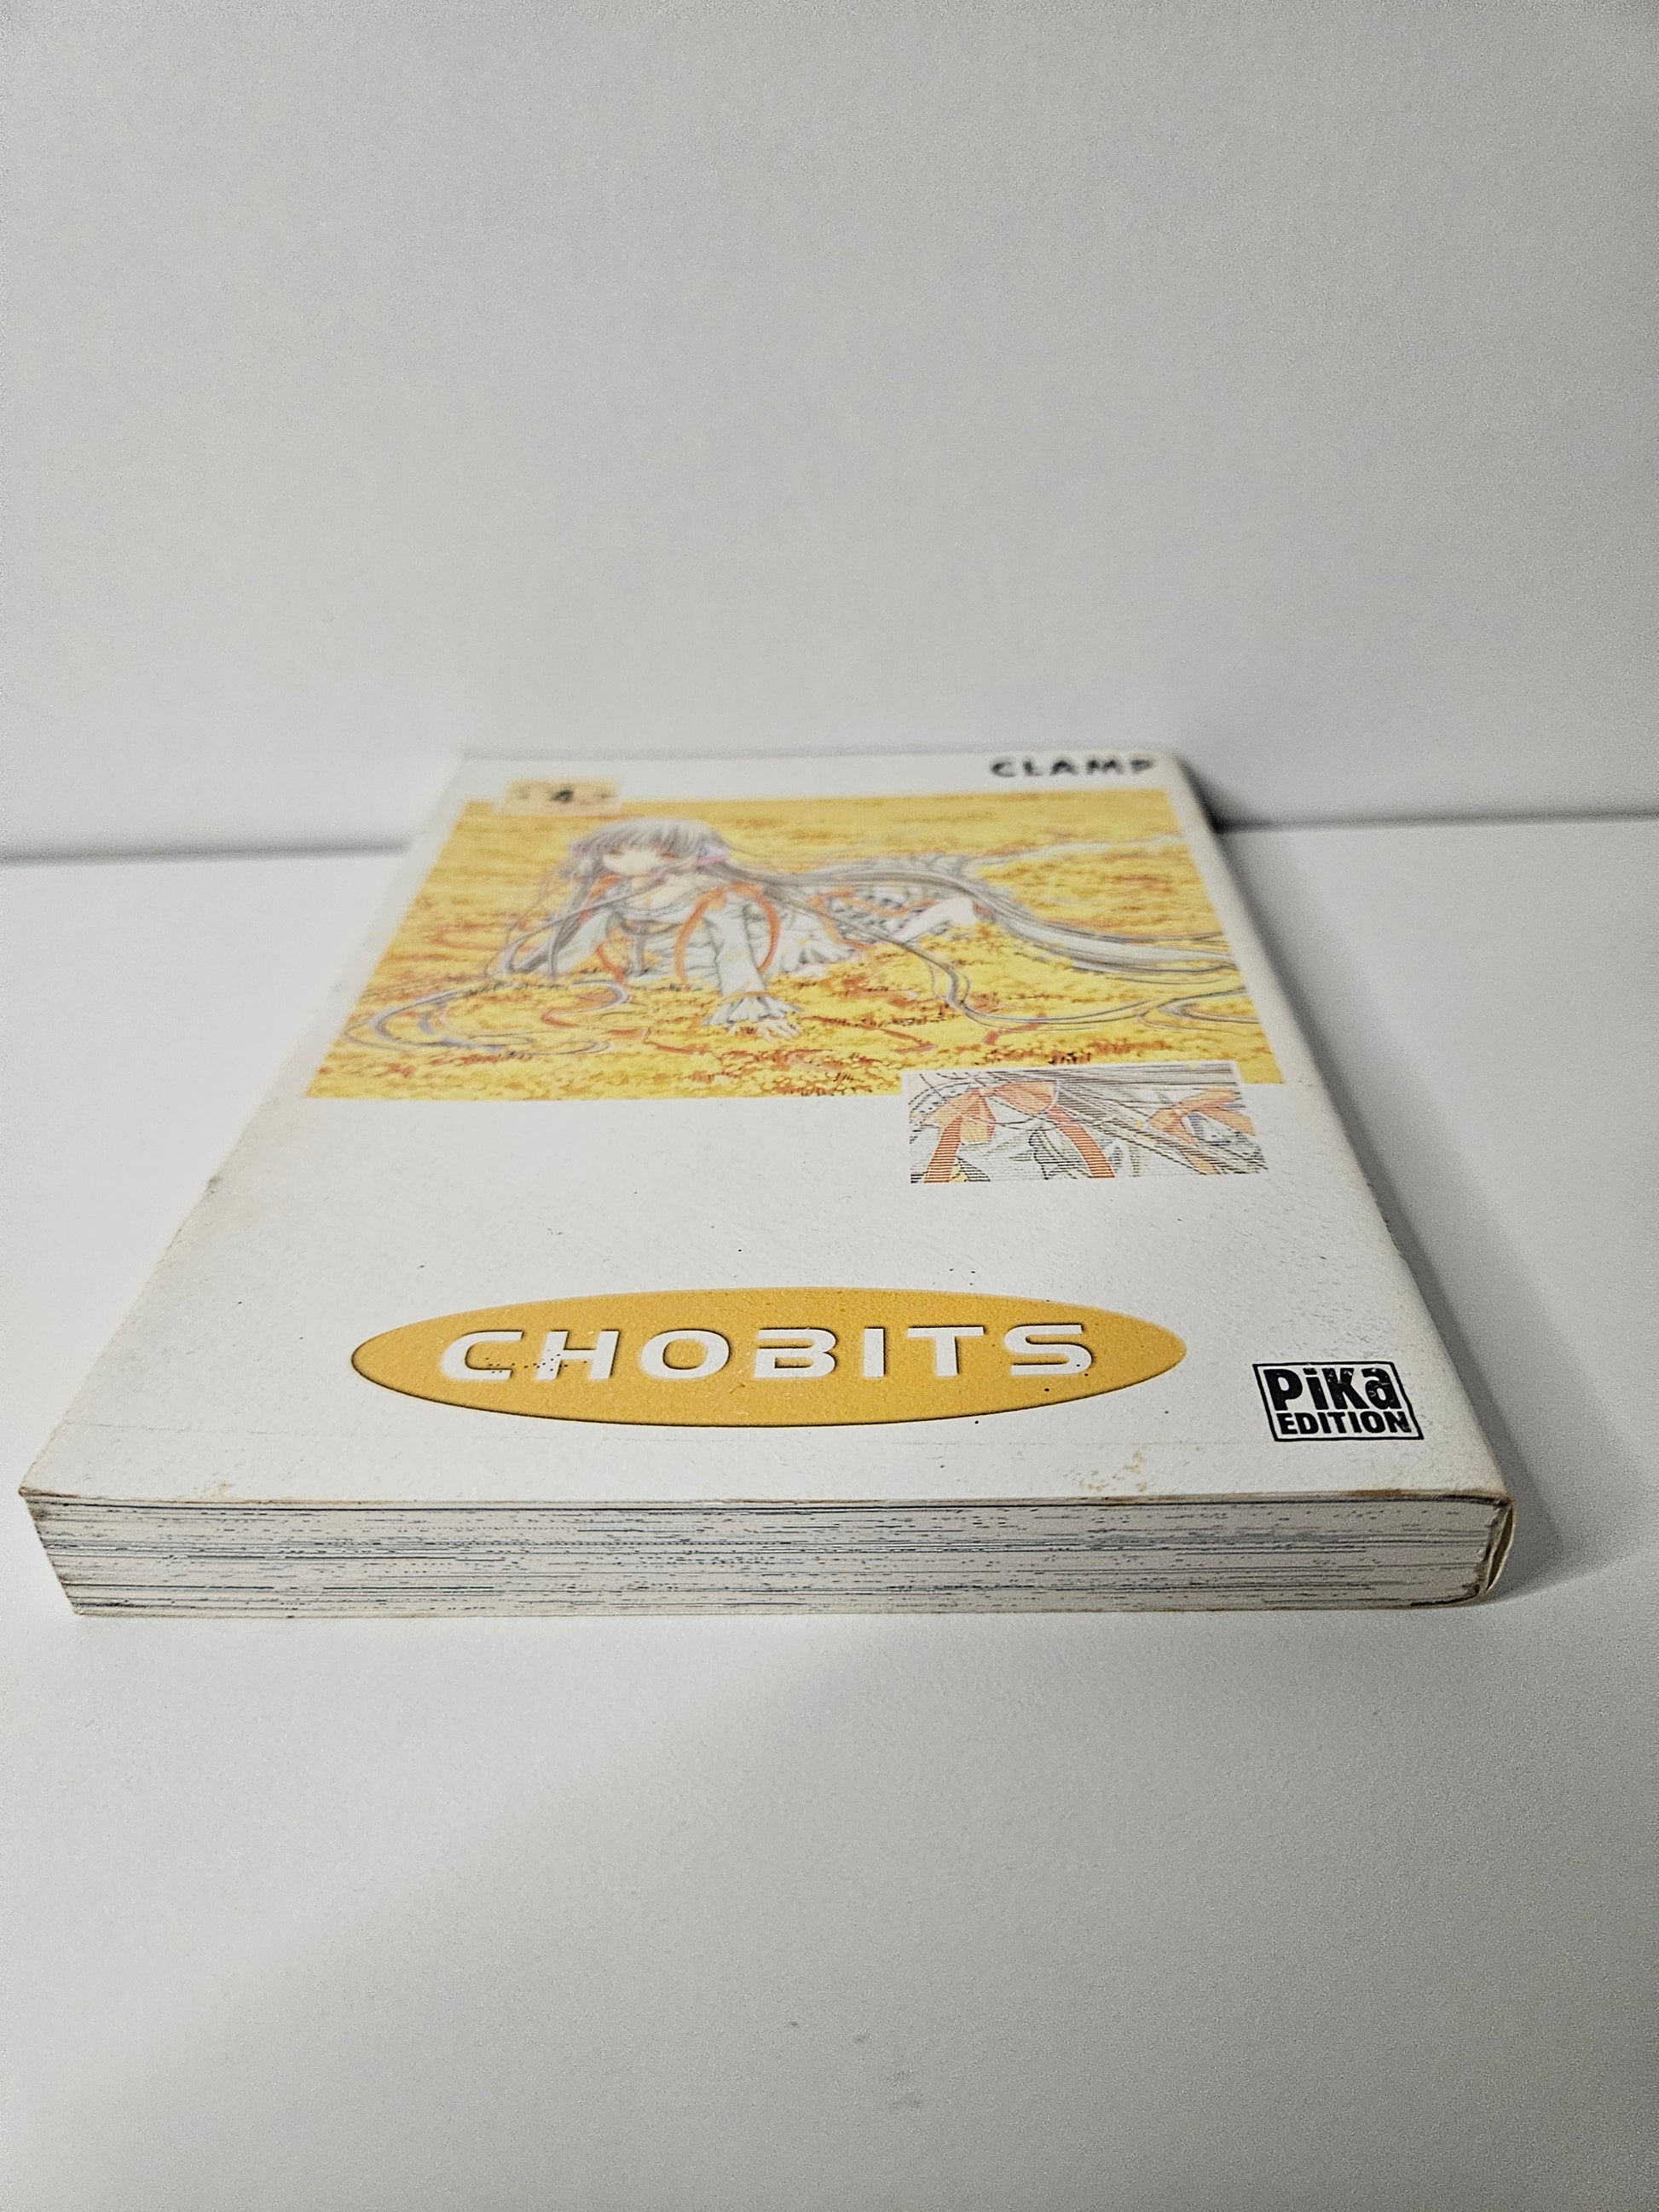 CLAMP
4
CHOBITS
PiKa
EDITION